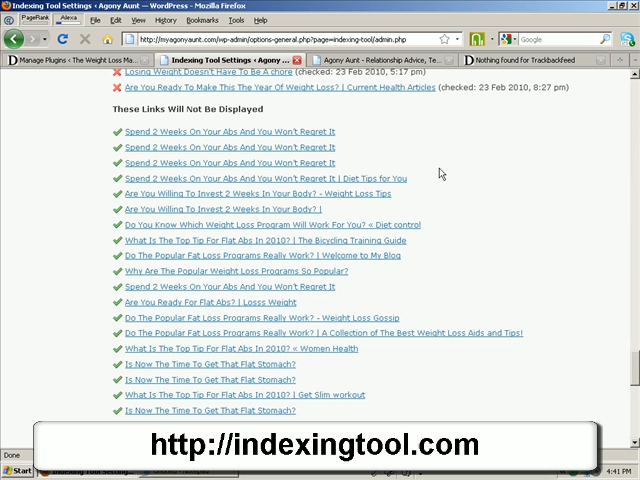 Indexing Tool Settings ‹ Agony Aunt — WordPress - Mozilla Firefox
PageRank Alexa File Edit View History Bookmarks Tools Options Help
http://myagonyaunt.com/wp-admin/options-general.php?page=indexing-tool/admin.php Google
Manage Plugins ‹ The Weight Loss Ma... Indexing Tool Settings ‹ Agony ... Agony Aunt - Relationship Advice, Te... Nothing found for Trackbackfeed
Losing Weight Doesn't Have To Be A chore (checked: 23 Feb 2010, 5:17 pm)
Are You Ready To Make This The Year Of Weight Loss? | Current Health Articles (checked: 23 Feb 2010, 8:27 pm)
These Links Will Not Be Displayed
Spend 2 Weeks On Your Abs And You Won't Regret It
Spend 2 Weeks On Your Abs And You Won't Regret It
Spend 2 Weeks On Your Abs And You Won't Regret It
Spend 2 Weeks On Your Abs And You Won't Regret It | Diet Tips for You
Are You Willing To Invest 2 Weeks In Your Body? - Weight Loss Tips
Are You Willing To Invest 2 Weeks In Your Body? |
Do You Know Which Weight Loss Program Will Work For You? « Diet control
What Is The Top Tip For Flat Abs In 2010? | The Bicycling Training Guide
Do The Popular Fat Loss Programs Really Work? | Welcome to My Blog
Why Are The Popular Weight Loss Programs So Popular?
Spend 2 Weeks On Your Abs And You Won't Regret It
Are You Ready For Flat Abs? | Losss Weight
Do The Popular Fat Loss Programs Really Work? - Weight Loss Gossip
Do The Popular Fat Loss Programs Really Work? | A Collection of The Best Weight Loss Aids and Tips!
What Is The Top Tip For Flat Abs In 2010? « Women Health
Is Now The Time To Get That Flat Stomach?
Is Now The Time To Get That Flat Stomach?
What Is The Top Tip For Flat Abs In 2010? | Get Slim workout
Is Now The Time To Get That Flat Stomach?
http://indexingtool.com
Done
Start Indexing Tool Setting... 4:41 PM